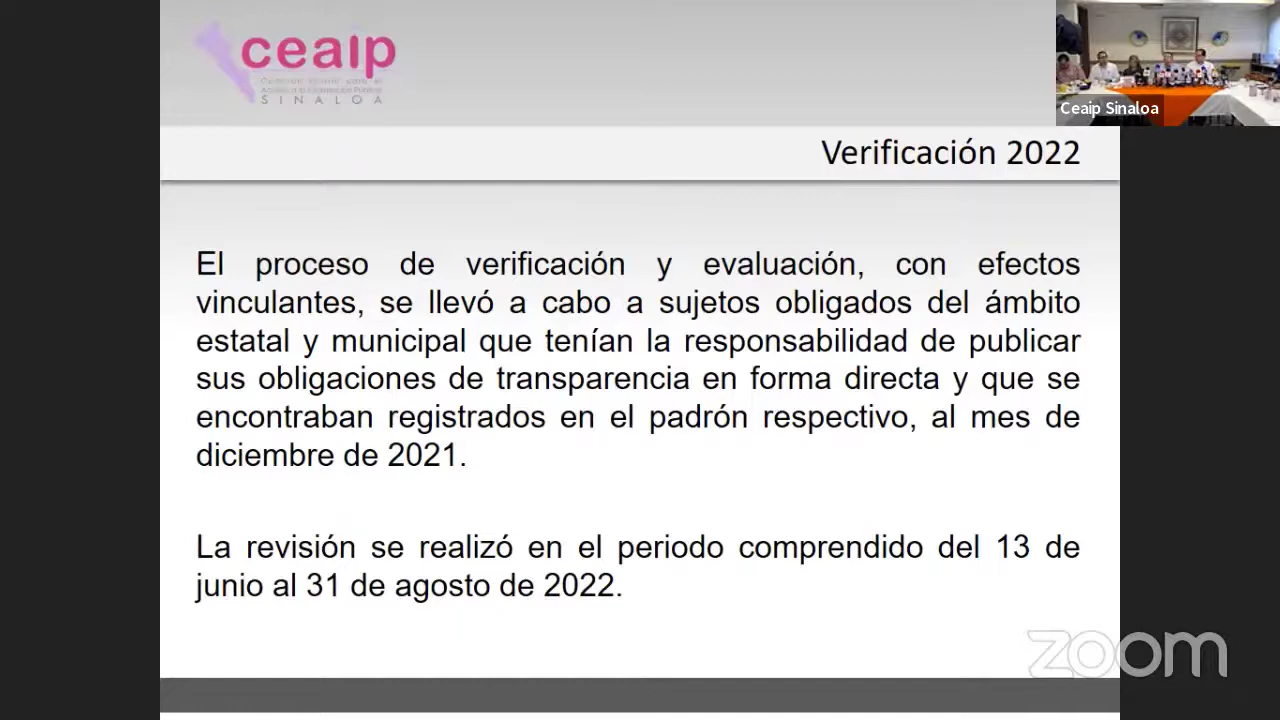 ceaip
SINALOA
Ceaip Sinaloa
Verificación 2022
El proceso de verificación y evaluación, con efectos
vinculantes, se llevó a cabo a sujetos obligados del ámbito
estatal y municipal que tenían la responsabilidad de publicar
sus obligaciones de transparencia en forma directa y que se
encontraban registrados en el padrón respectivo, al mes de
diciembre de 2021.
La revisión se realizó en el periodo comprendido del 13 de
junio al 31 de agosto de 2022.
zoom